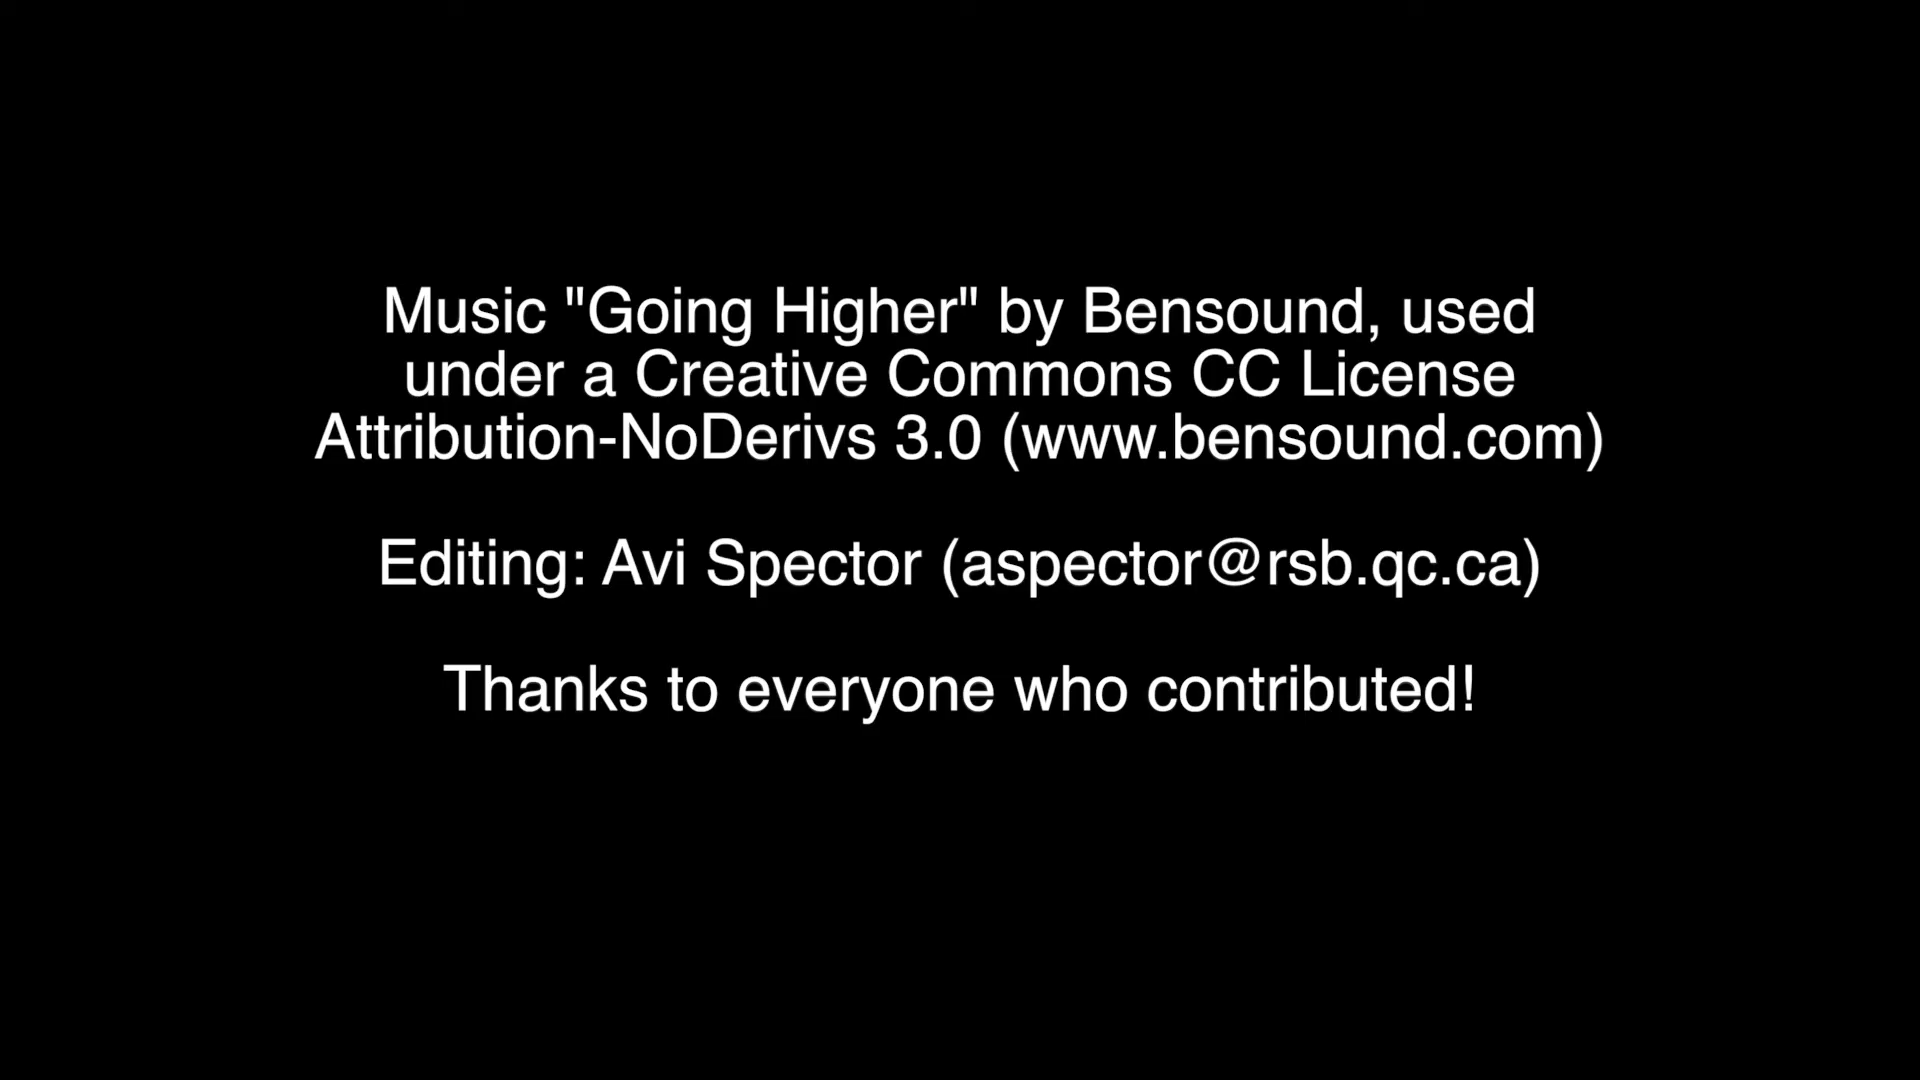 Music "Going Higher" by Bensound, used
under a Creative Commons CC License
Attribution-NoDerivs 3.0 (www.bensound.com)
Editing: Avi Spector (aspector@rsb.qc.ca)
Thanks to everyone who contributed!